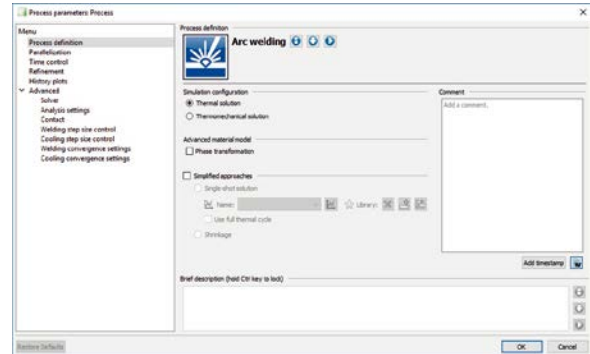 Process parameters: Process
Menu
Process definition
Parallelization
Time control
Refinement
History plots
Advanced
Solver
Analysis settings
Contact
Welding step size control
Cooling step size control
Welding convergence settings
Cooling convergence settings
Process definition
Arc welding
Simulation configuration
Thermal solution
Thermomechanical solution
Advanced material model
Phase transformation
Simplified approaches
Single shot solution
Name:
Library:
Use full thermal cycle
Shrinkage
Comment
Add a comment.
Add timestamp
Brief description (hold Ctrl key to lock)
Restore Defaults
OK
Cancel